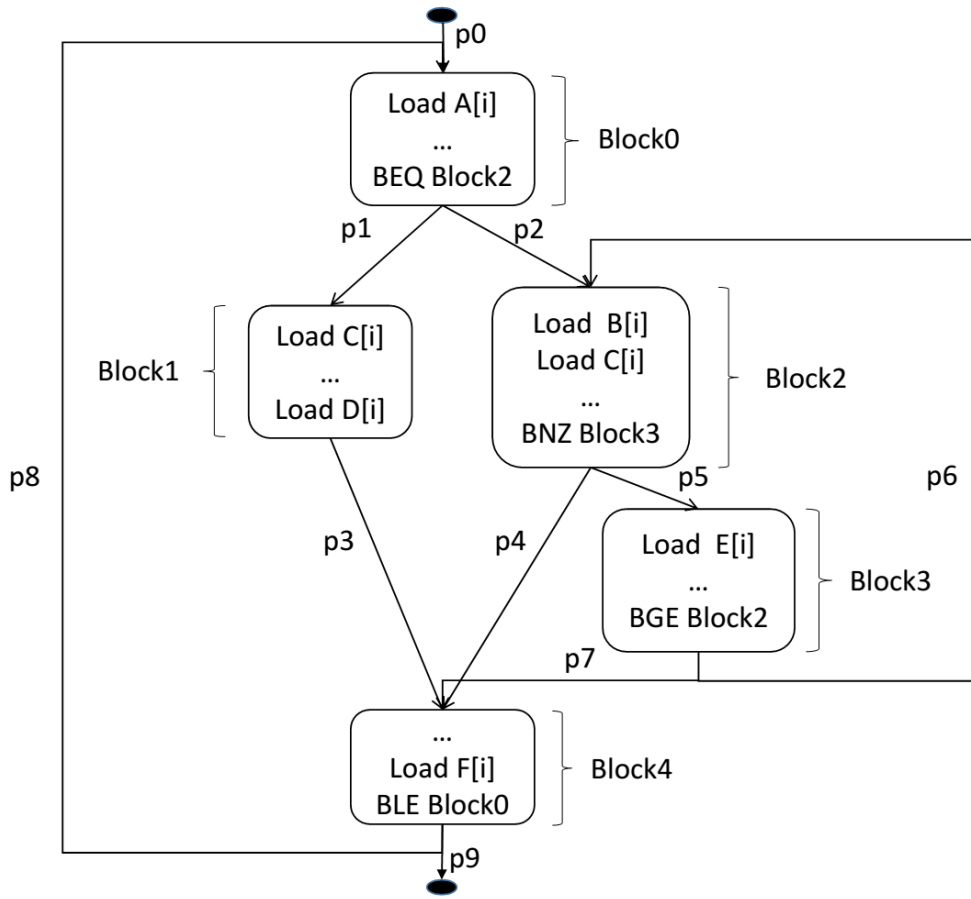 p0
Load A[i]
...
BEQ Block2
Block0
p1
p2
Load C[i]
...
Load D[i]
Block1
Load  B[i]
Load C[i]
...
BNZ Block3
Block2
p8
p3
p4
p5
p6
Load  E[i]
...
BGE Block2
Block3
p7
...
Load F[i]
BLE Block0
Block4
p9